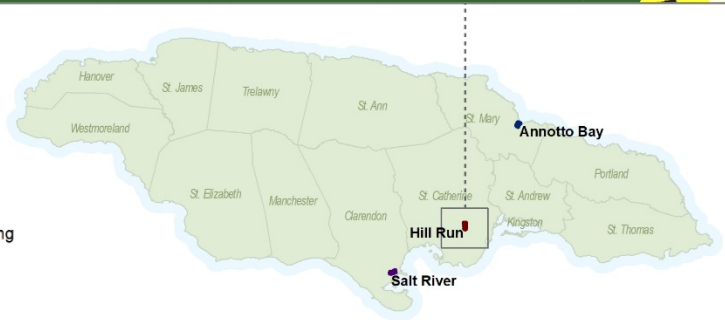 Hanover
St. James
Trelawny
St. Ann
St. Mary
Annotto Bay
Westmoreland
Portland
St. Elizabeth
Manchester
Clarendon
St. Catherine
St. Andrew
Kingston
St. Thomas
Hill Run
ng
Salt River